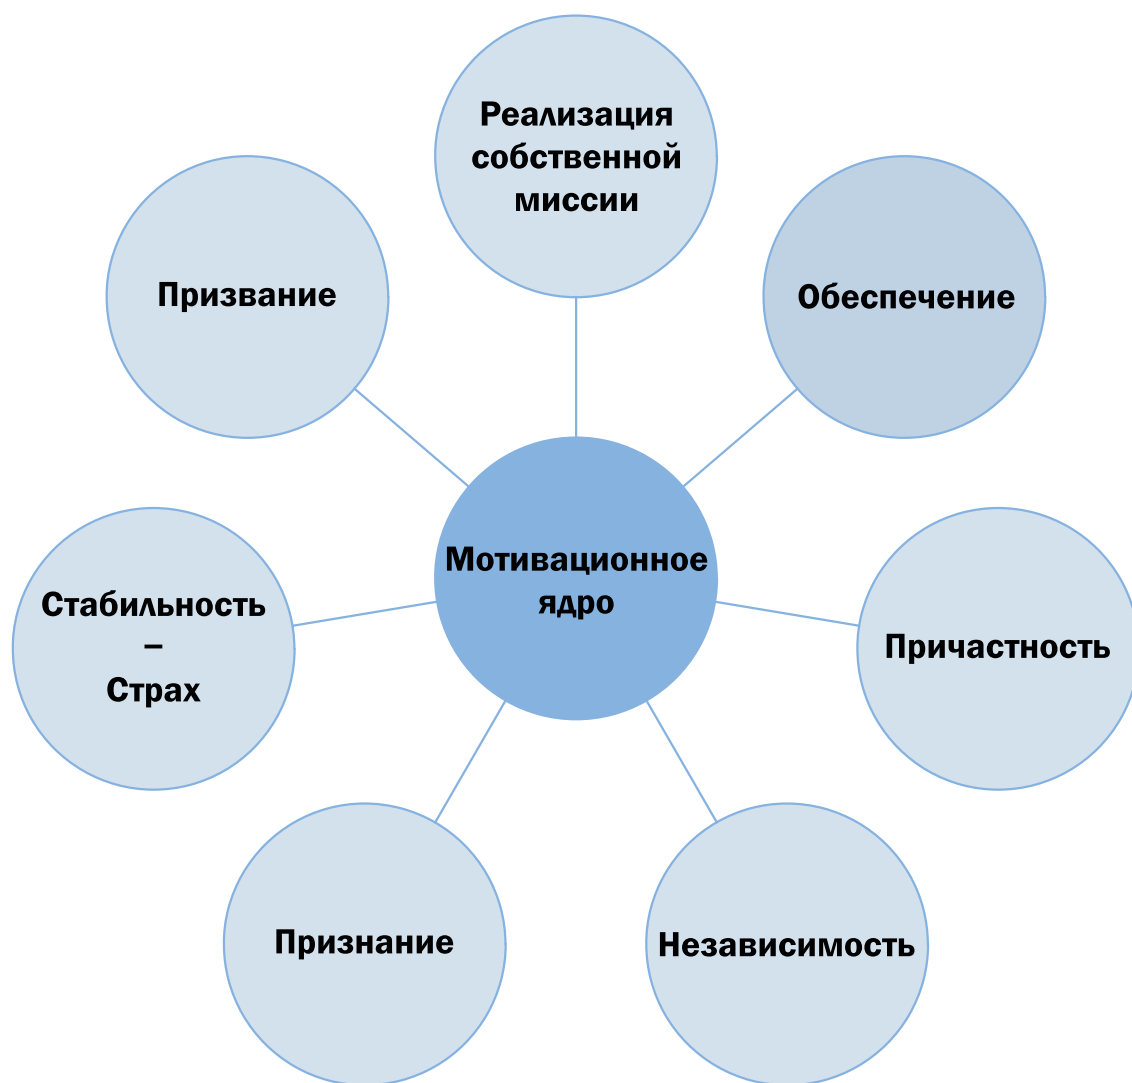 Реализация
собственной
миссии
Призвание
Обеспечение
Мотивационное
ядро
Стабильность
–
Страх
Причастность
Признание
Независимость